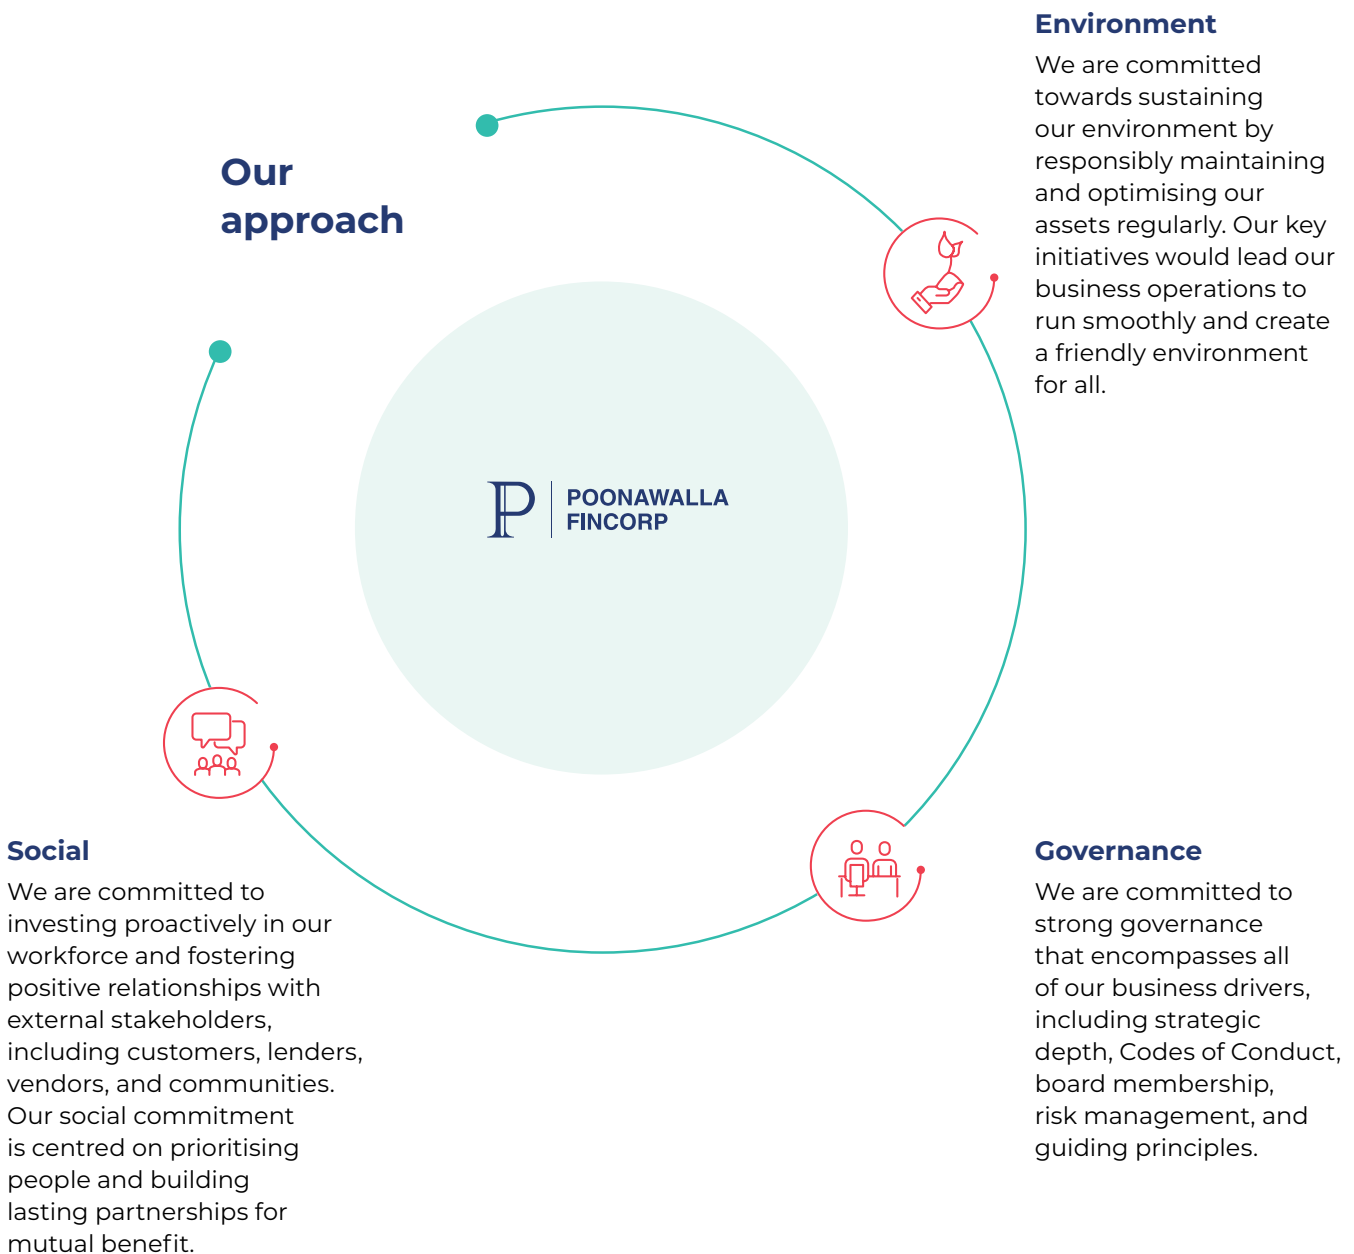 Our
approach
POONAWALLA
FINCORP
Environment
We are committed
towards sustaining
our environment by
responsibly maintaining
and optimising our
assets regularly. Our key
initiatives would lead our
business operations to
run smoothly and create
a friendly environment
for all.
Social
We are committed to
investing proactively in our
workforce and fostering
positive relationships with
external stakeholders,
including customers, lenders,
vendors, and communities.
Our social commitment
is centred on prioritising
people and building
lasting partnerships for
mutual benefit.
Governance
We are committed to
strong governance
that encompasses all
of our business drivers,
including strategic
depth, Codes of Conduct,
board membership,
risk management, and
guiding principles.